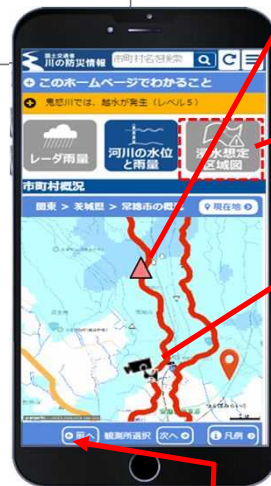 国土交通省
川の防災情報 市町村名を検索
このホームページでわかること
鬼怒川では、越水が発生(レベル5)
レーダ雨量
河川の水位と雨量
浸水想定区域図
市町村概況
関東 > 茨城県 > 常総市の概況 現在地
前へ 観測所選択 次へ 凡例